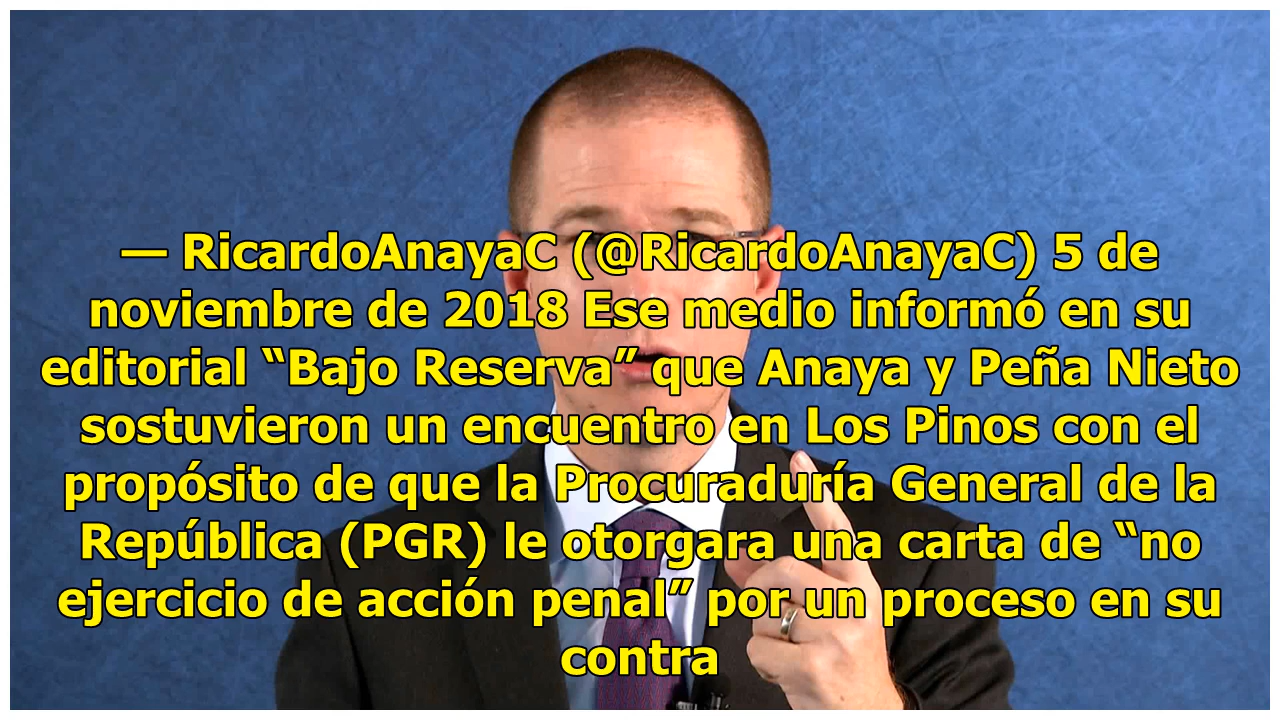 — RicardoAnayaC (@RicardoAnayaC) 5 de
noviembre de 2018 Ese medio informó en su
editorial “Bajo Reserva” que Anaya y Peña Nieto
sostuvieron un encuentro en Los Pinos con el
propósito de que la Procuraduría General de la
República (PGR) le otorgara una carta de “no
ejercicio de acción penal” por un proceso en su
contra